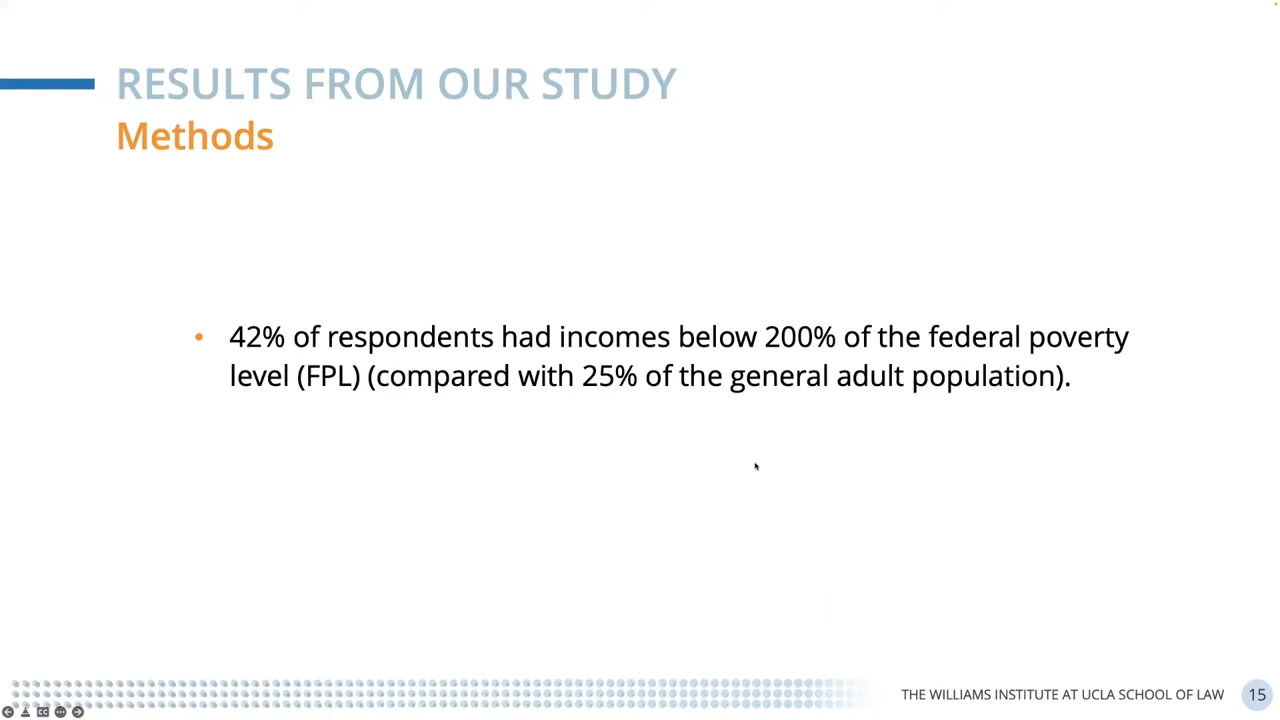 RESULTS FROM OUR STUDY
Methods
• 42% of respondents had incomes below 200% of the federal poverty
level (FPL) (compared with 25% of the general adult population).
THE WILLIAMS INSTITUTE AT UCLA SCHOOL OF LAW 15
CC